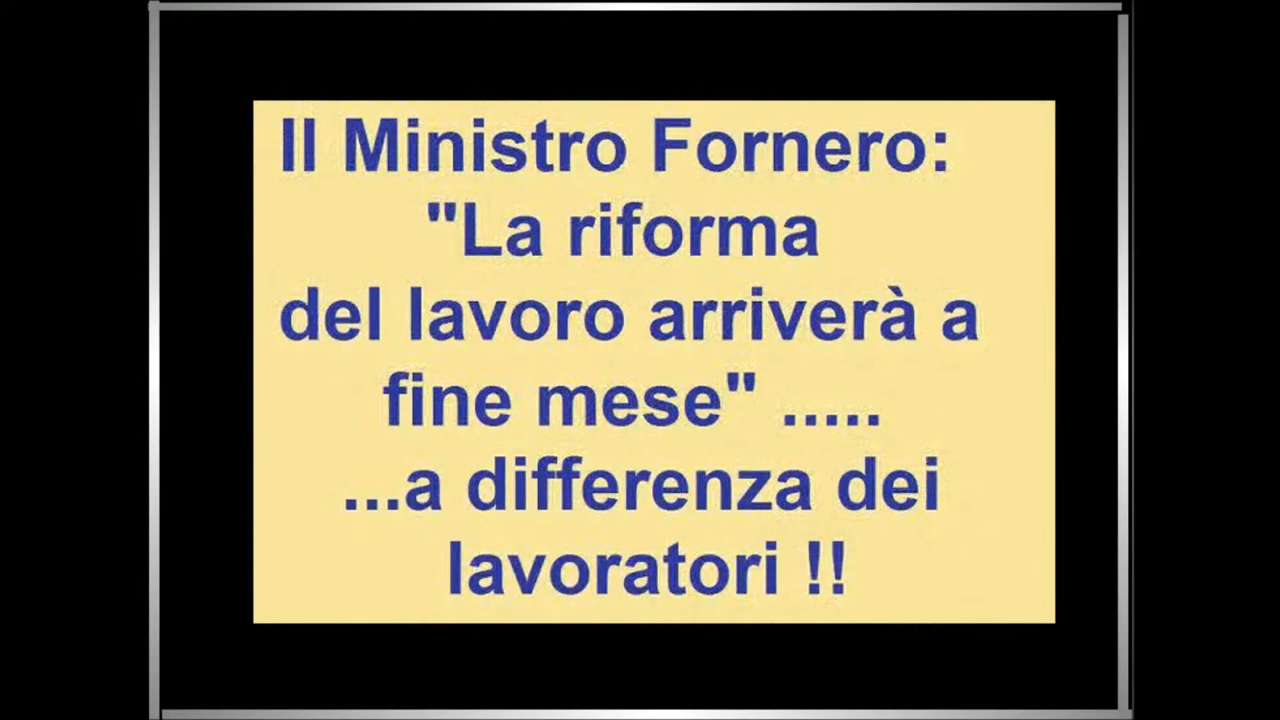 Il Ministro Fornero:
"La riforma
del lavoro arriverà a
fine mese" .....
...a differenza dei
lavoratori !!